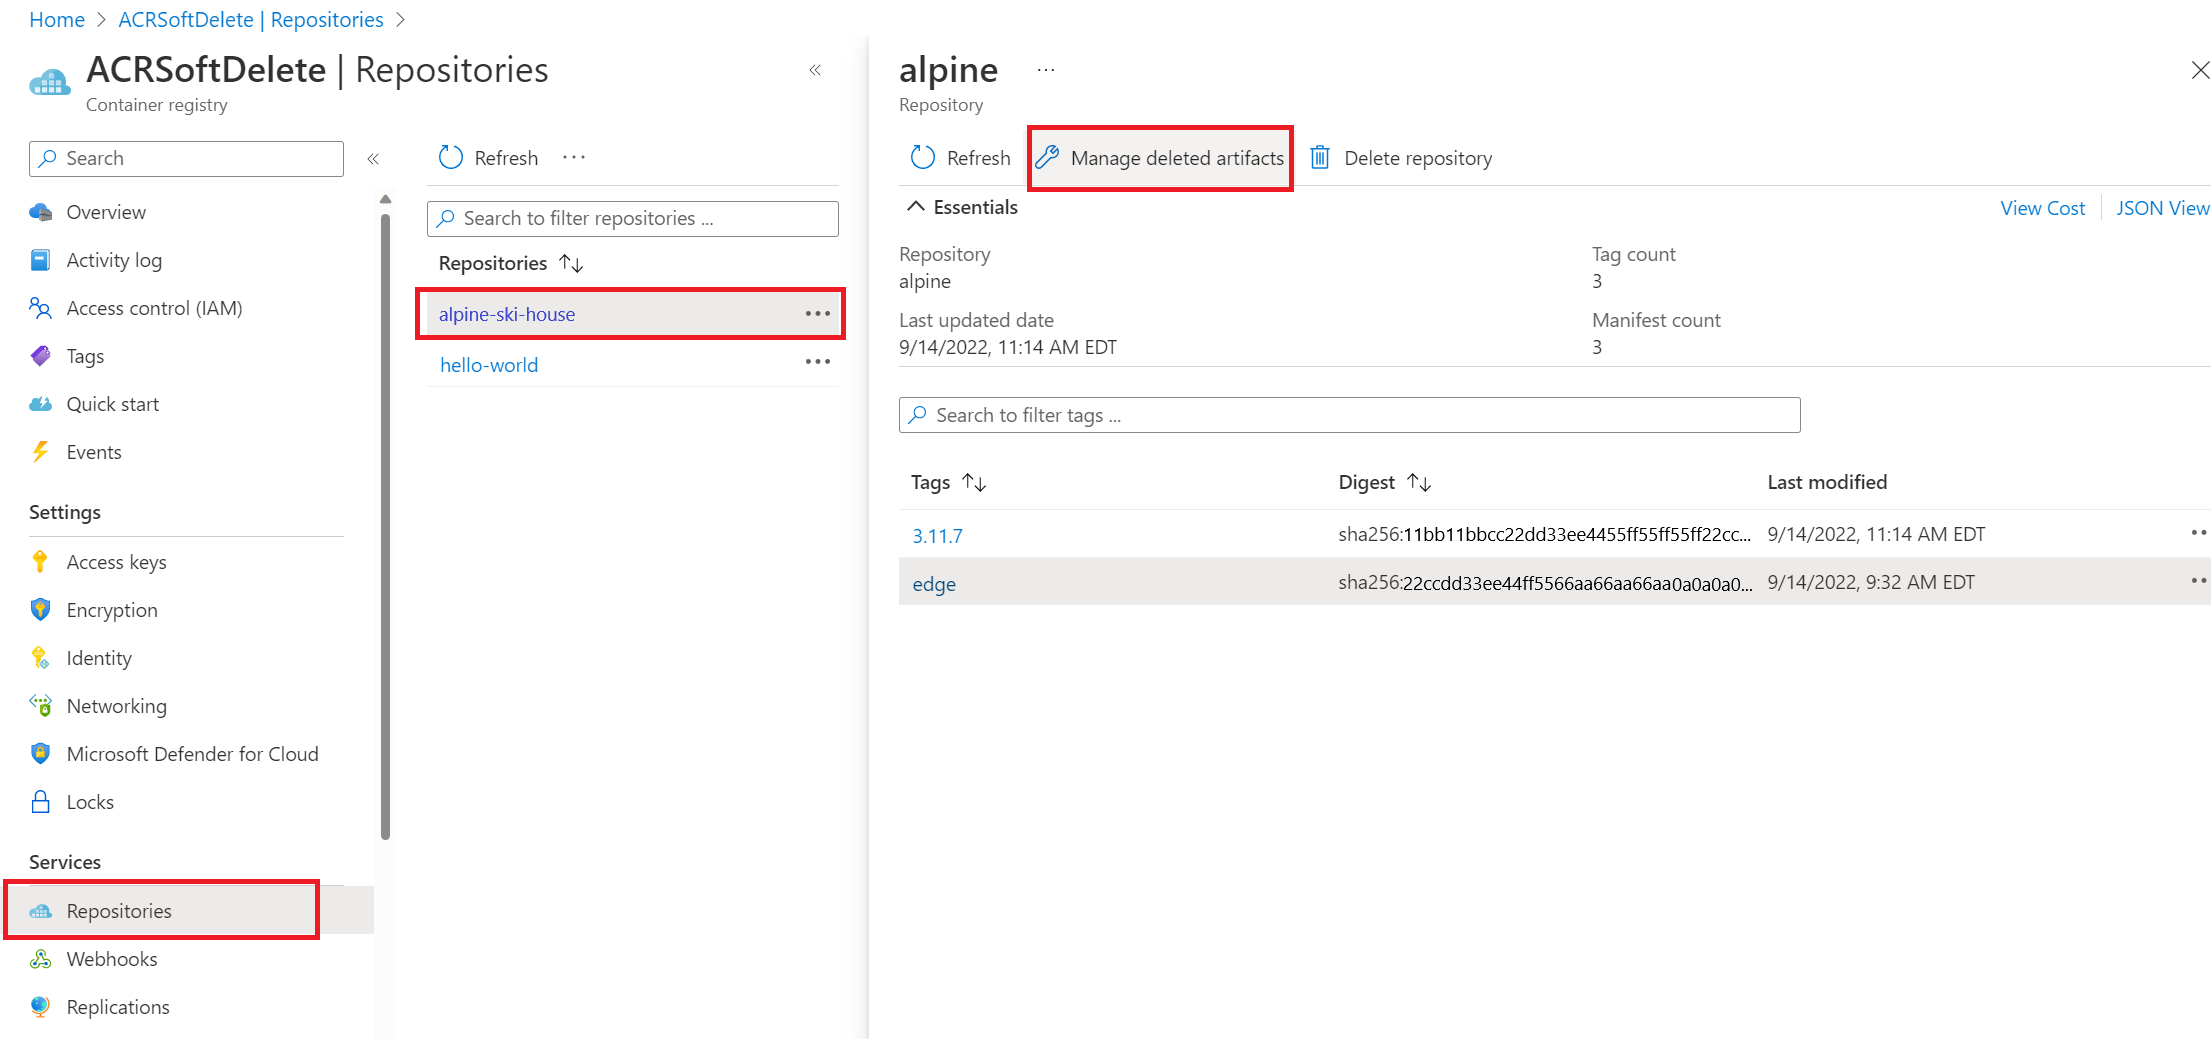 Home > ACRSoftDelete | Repositories >
ACRSoftDelete | Repositories
Container registry
Search
Overview
Activity log
Access control (IAM)
Tags
Quick start
Events
Settings
Access keys
Encryption
Identity
Networking
Microsoft Defender for Cloud
Locks
Services
Repositories
Webhooks
Replications
Refresh
Search to filter repositories ...
Repositories
alpine-ski-house
hello-world
alpine
Repository
Refresh Manage deleted artifacts Delete repository
Essentials
View Cost JSON View
Repository
alpine
Last updated date
9/14/2022, 11:14 AM EDT
Tag count
3
Manifest count
3
Search to filter tags ...
Tags Digest Last modified
3.11.7 sha256:11bb11bbcc22dd33ee4455ff55ff55ff22cc... 9/14/2022, 11:14 AM EDT
edge sha256:22ccdd33ee44ff5566aa66aa66aa0a0a0a0... 9/14/2022, 9:32 AM EDT